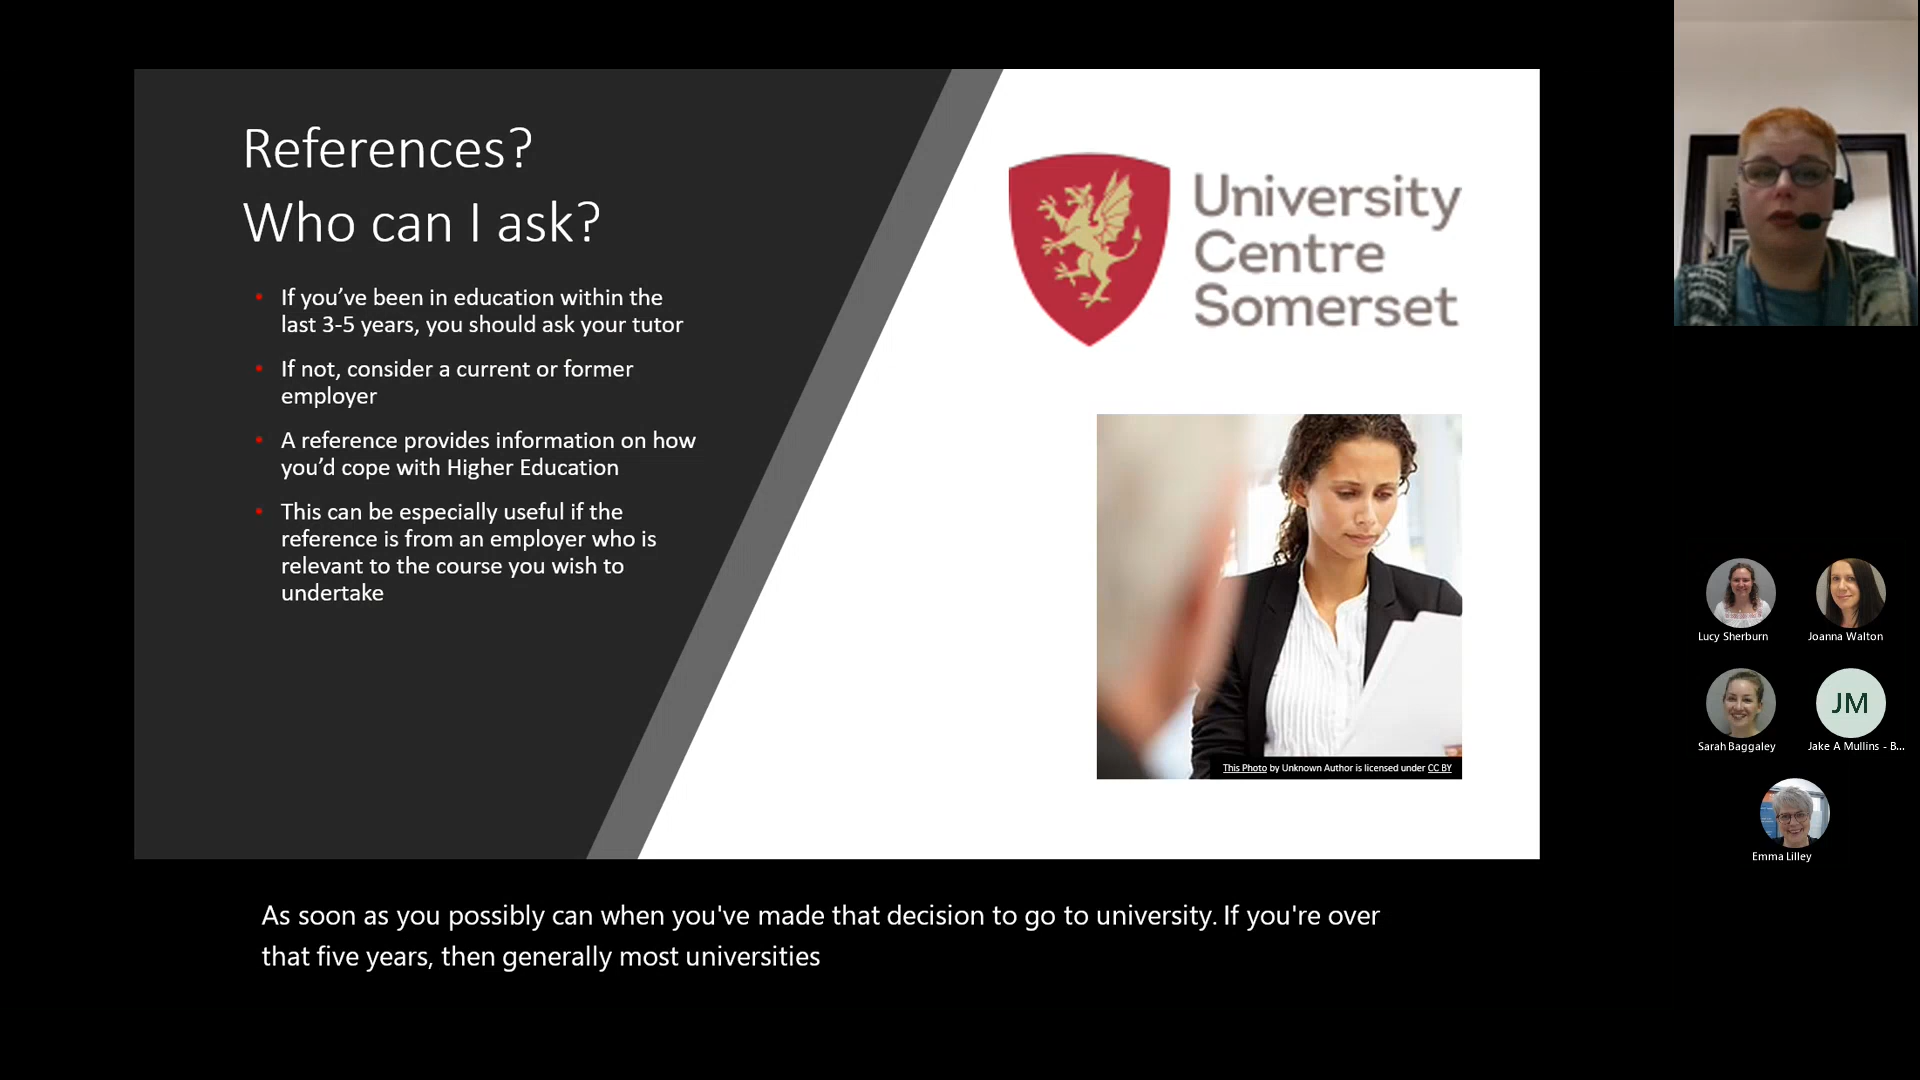 References?
Who can I ask?
• If you’ve been in education within the
last 3-5 years, you should ask your tutor
• If not, consider a current or former
employer
• A reference provides information on how
you’d cope with Higher Education
• This can be especially useful if the
reference is from an employer who is
relevant to the course you wish to
undertake
University
Centre
Somerset
This Photo by Unknown Author is licensed under CC BY
Lucy Sherburn
Joanna Walton
Sarah Baggaley
JM
Jake A Mullins - B...
Emma Lilley
As soon as you possibly can when you've made that decision to go to university. If you're over
that five years, then generally most universities